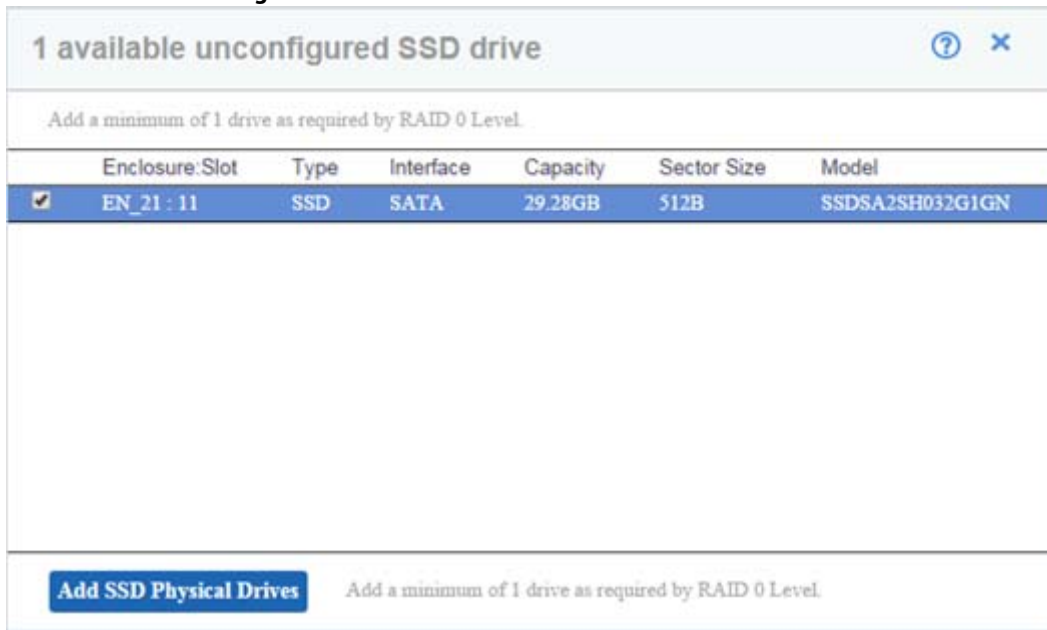 1 available unconfigured SSD drive
Add a minimum of 1 drive as required by RAID 0 Level.
Enclosure:Slot Type Interface Capacity Sector Size Model
EN_21 : 11 SSD SATA 29.28GB 512B SSDSA2SH032G1GN
Add SSD Physical Drives Add a minimum of 1 drive as required by RAID 0 Level.